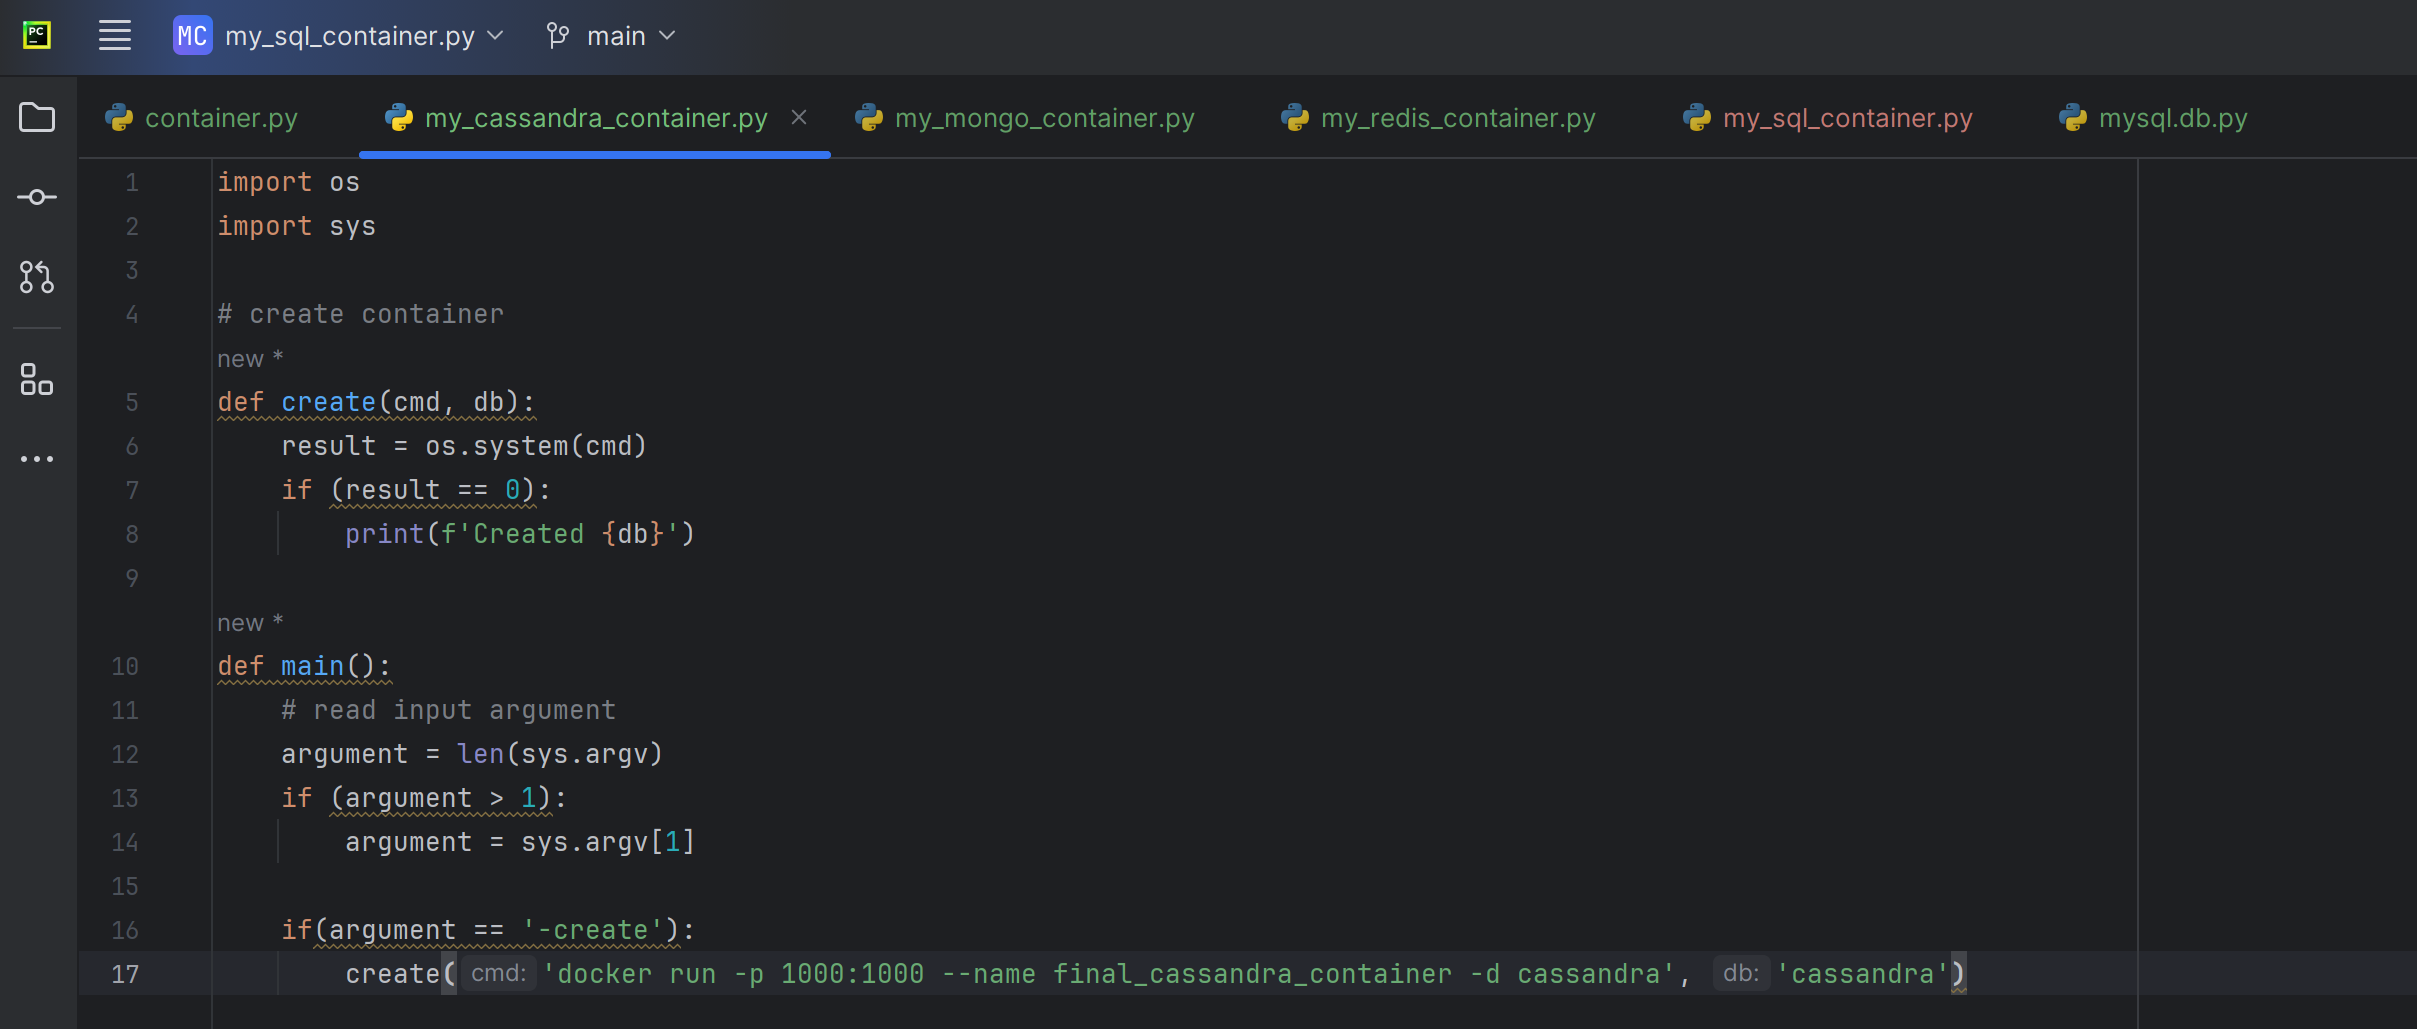 PC MC my_sql_container.py main
container.py my_cassandra_container.py my_mongo_container.py my_redis_container.py my_sql_container.py mysql.db.py
1 import os
2 import sys
3
4 # create container
new *
5 def create(cmd, db):
6     result = os.system(cmd)
7     if (result == 0):
8         print(f'Created {db}')
9
new *
10 def main():
11     # read input argument
12     argument = len(sys.argv)
13     if (argument > 1):
14         argument = sys.argv[1]
15
16     if(argument == '-create'):
17         create( cmd: 'docker run -p 1000:1000 --name final_cassandra_container -d cassandra', db: 'cassandra')